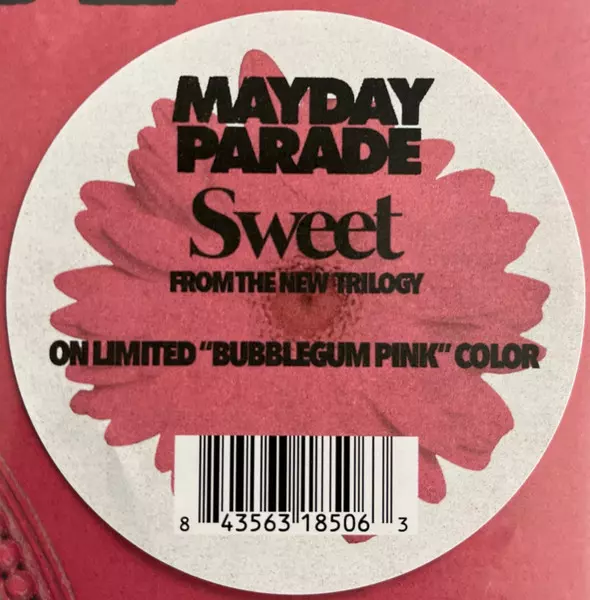 MAYDAY
PARADE
Sweet
FROM THE NEW TRILOGY
ON LIMITED "BUBBLEGUM PINK" COLOR
8 43563 18506 3